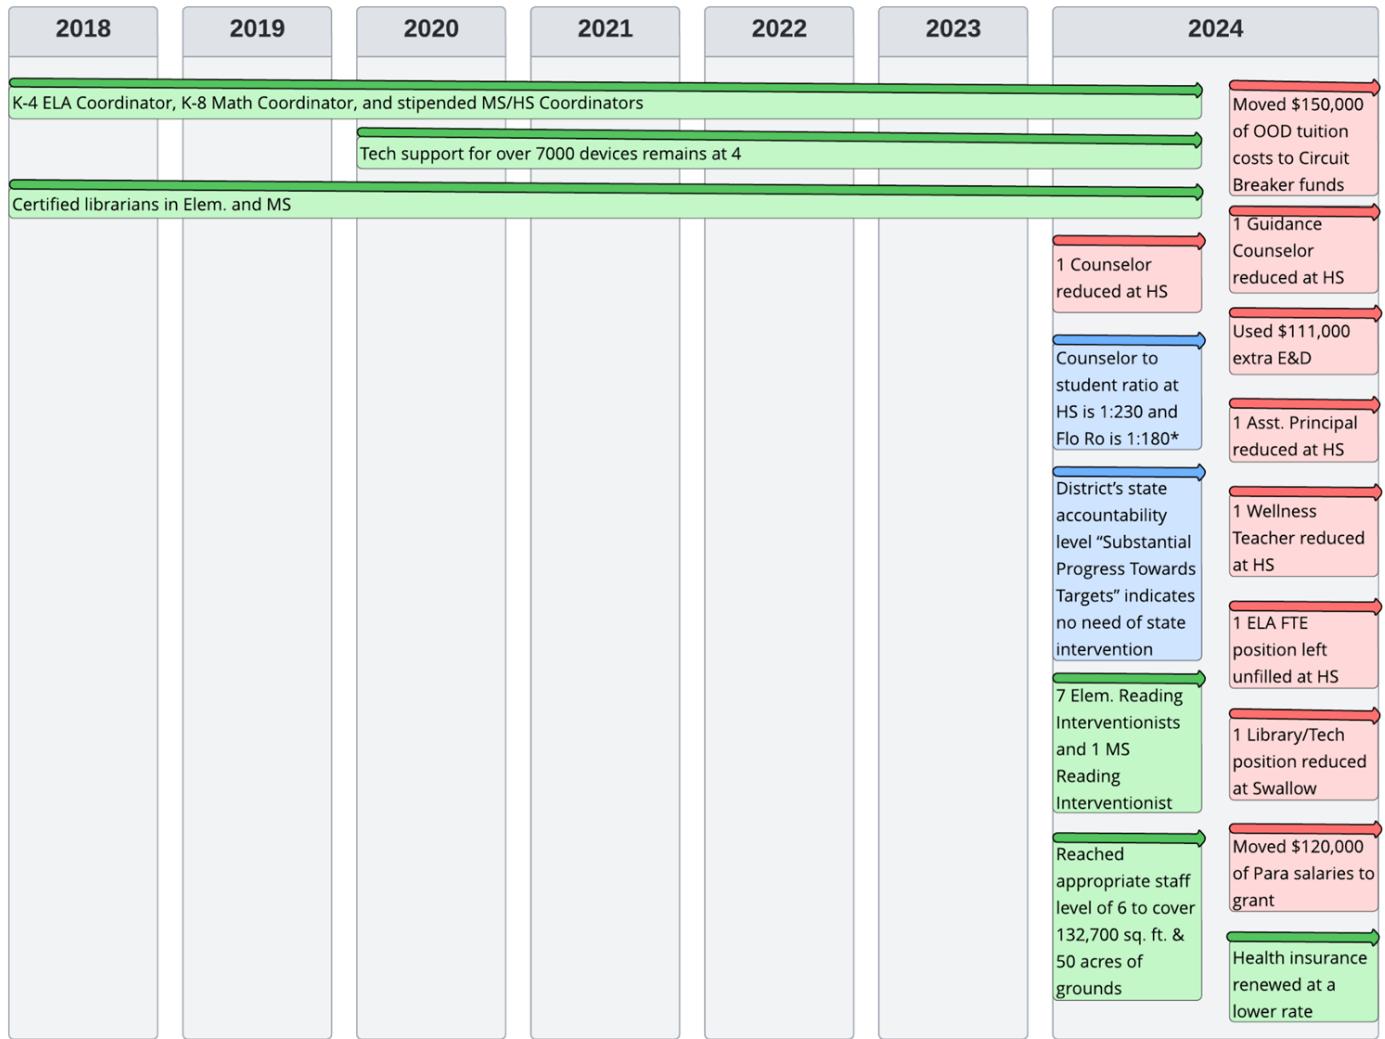 2018
2019
2020
2021
2022
2023
2024
K-4 ELA Coordinator, K-8 Math Coordinator, and stipended MS/HS Coordinators
Tech support for over 7000 devices remains at 4
Certified librarians in Elem. and MS
1 Counselor
reduced at HS
Counselor to
student ratio at
HS is 1:230 and
Flo Ro is 1:180*
District’s state
accountability
level “Substantial
Progress Towards
Targets” indicates
no need of state
intervention
7 Elem. Reading
Interventionists
and 1 MS
Reading
Interventionist
Reached
appropriate staff
level of 6 to cover
132,700 sq. ft. &
50 acres of
grounds
Moved $150,000
of OOD tuition
costs to Circuit
Breaker funds
1 Guidance
Counselor
reduced at HS
Used $111,000
extra E&D
1 Asst. Principal
reduced at HS
1 Wellness
Teacher reduced
at HS
1 ELA FTE
position left
unfilled at HS
1 Library/Tech
position reduced
at Swallow
Moved $120,000
of Para salaries to
grant
Health insurance
renewed at a
lower rate